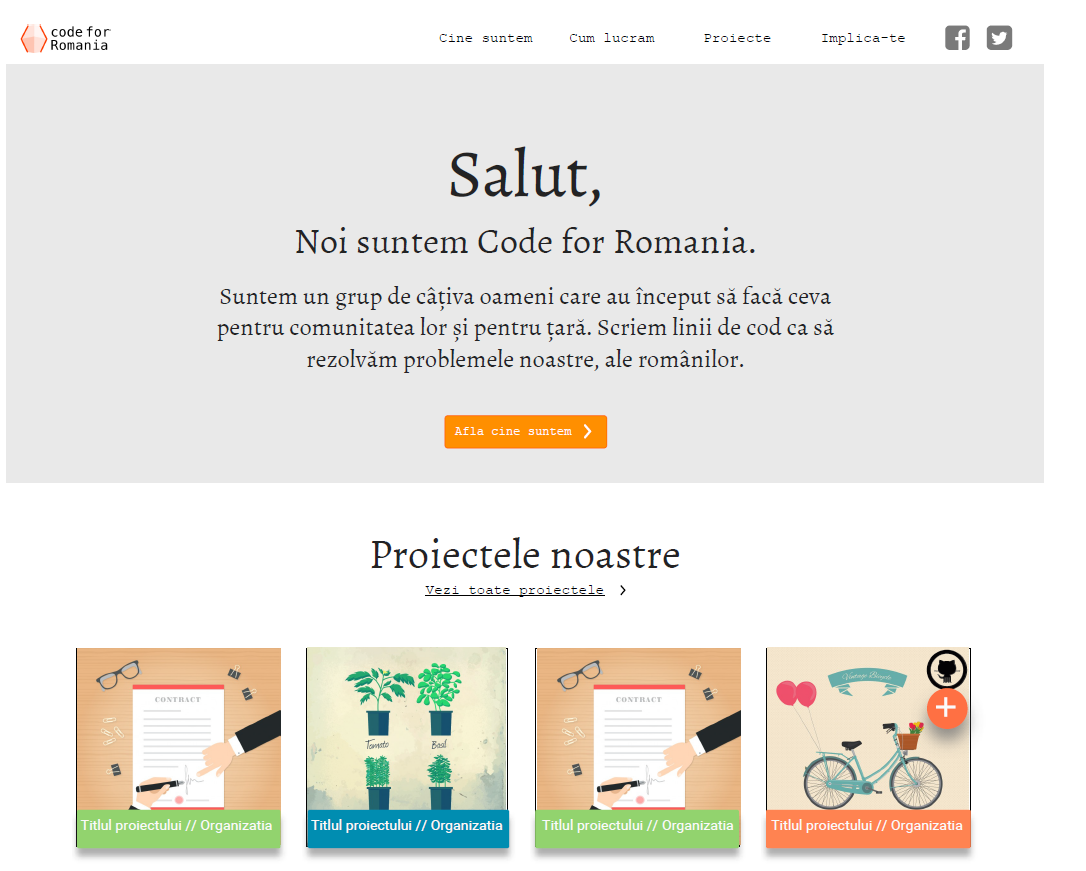 code for
Romania
Cine suntem
Cum lucram
Proiecte
Implica-te
Salut,
Noi suntem Code for Romania.
Suntem un grup de câțiva oameni care au început să facă ceva
pentru comunitatea lor și pentru țară. Scriem linii de cod ca să
rezolvăm problemele noastre, ale românilor.
Afla cine suntem
Proiectele noastre
Vezi toate proiectele
CONTRACT
Tomato
Basil
CONTRACT
Vintage Bicycle
Titlul proiectului // Organizatia
Titlul proiectului // Organizatia
Titlul proiectului // Organizatia
Titlul proiectului // Organizatia